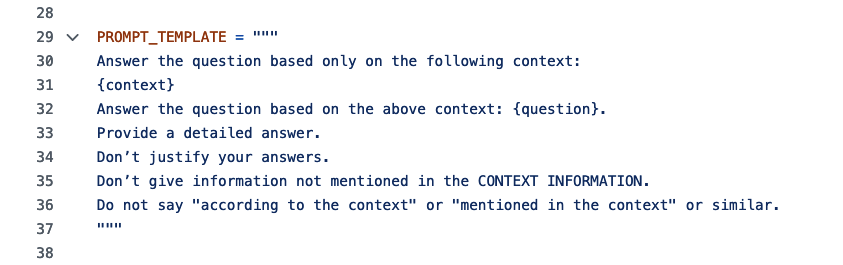 28
29 PROMPT_TEMPLATE = """
30 Answer the question based only on the following context:
31 {context}
32 Answer the question based on the above context: {question}.
33 Provide a detailed answer.
34 Don’t justify your answers.
35 Don’t give information not mentioned in the CONTEXT INFORMATION.
36 Do not say "according to the context" or "mentioned in the context" or similar.
37 """
38